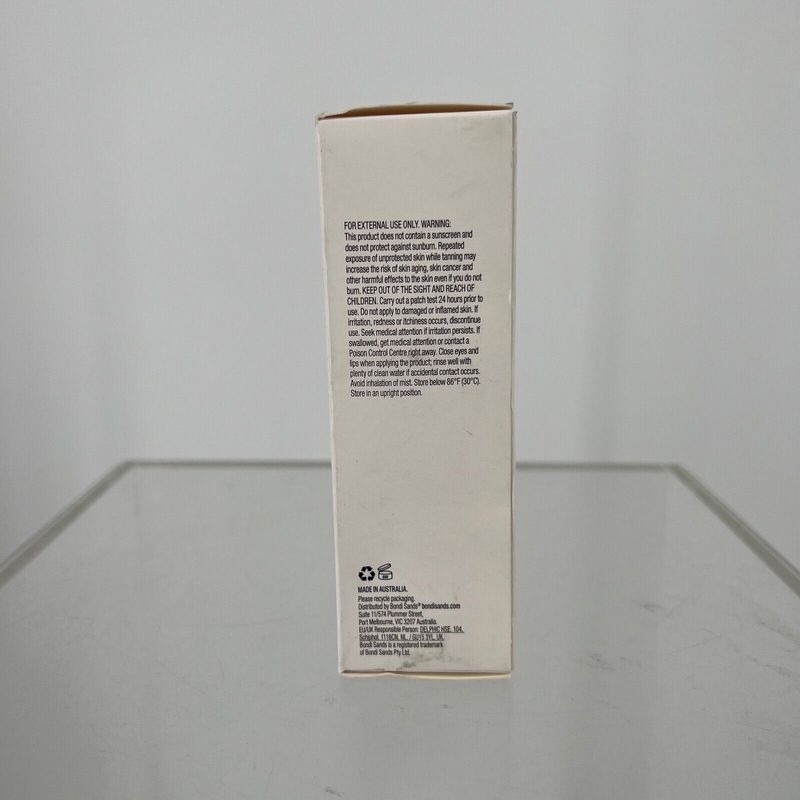 FOR EXTERNAL USE ONLY. WARNING:
This product does not contain a sunscreen and
does not protect against sunburn. Repeated
exposure of unprotected skin while tanning may
increase the risk of skin aging, skin cancer and
other harmful effects to the skin even if you do not
burn. KEEP OUT OF THE SIGHT AND REACH OF
CHILDREN. Carry out a patch test 24 hours prior to
use. Do not apply to damaged or inflamed skin. If
irritation, redness or itchiness occurs, discontinue
use. Seek medical attention if irritation persists. If
swallowed, get medical attention or contact a
Poison Control Centre right away. Close eyes and
lips when applying the product; rinse well with
plenty of clean water if accidental contact occurs.
Avoid inhalation of mist. Store below 86°F (30°C).
Store in an upright position.
MADE IN AUSTRALIA.
Please recycle packaging.
Distributed by Bondi Sands® bondisands.com
Suite 11/574 Plummer Street,
Port Melbourne, VIC 3207 Australia.
EU/UK Responsible Person: DELPHIC HSE, 104,
Schiphol, 1118CN, NL / GU15 3YL, UK.
Bondi Sands is a registered trademark
of Bondi Sands Pty Ltd.